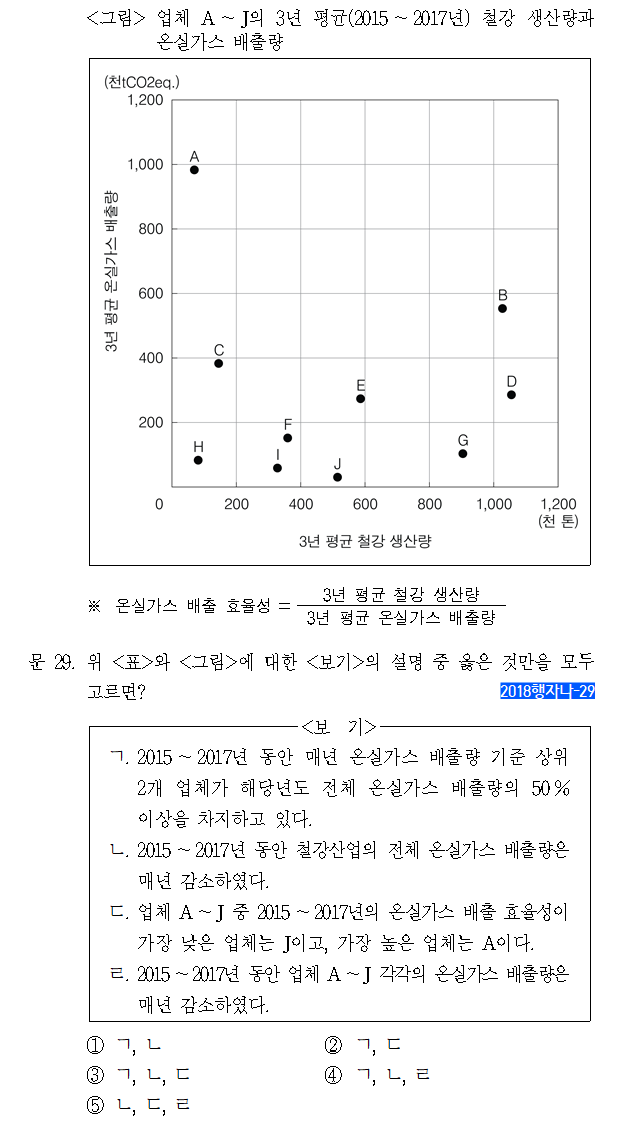 <그림> 업체 A ~ J의 3년 평균(2015 ~ 2017년) 철강 생산량과
온실가스 배출량
(천tCO2eq.)
1,200
1,000
800
600
400
200
0
200
400
600
800
1,000
1,200
(천 톤)
3년 평균 온실가스 배출량
A
B
C
D
E
F
G
H
I
J
3년 평균 철강 생산량
※ 온실가스 배출 효율성 = 3년 평균 철강 생산량
3년 평균 온실가스 배출량
문 29. 위 <표>와 <그림>에 대한 <보기>의 설명 중 옳은 것만을 모두
고르면?
2018행자나-29
<보 기>
ㄱ. 2015 ~ 2017년 동안 매년 온실가스 배출량 기준 상위
2개 업체가 해당년도 전체 온실가스 배출량의 50 %
이상을 차지하고 있다.
ㄴ. 2015 ~ 2017년 동안 철강산업의 전체 온실가스 배출량은
매년 감소하였다.
ㄷ. 업체 A ~ J 중 2015 ~ 2017년의 온실가스 배출 효율성이
가장 낮은 업체는 J이고, 가장 높은 업체는 A이다.
ㄹ. 2015 ~ 2017년 동안 업체 A ~ J 각각의 온실가스 배출량은
매년 감소하였다.
① ㄱ, ㄴ
② ㄱ, ㄷ
③ ㄱ, ㄴ, ㄷ
④ ㄱ, ㄴ, ㄹ
⑤ ㄴ, ㄷ, ㄹ